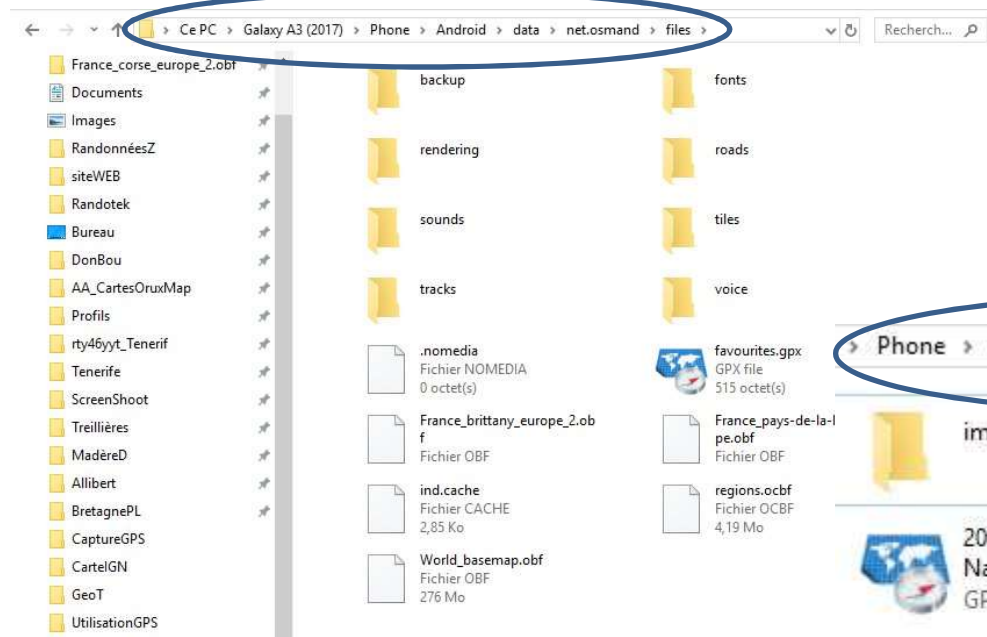 Ce PC > Galaxy A3 (2017) > Phone > Android > data > net.osmand > files >
Recherch...
France_corse_europe_2.obf
Documents
Images
RandonnéesZ
siteWEB
Randotek
Bureau
DonBou
AA_CartesOruxMap
Profils
rty46yyt_Tenerif
Tenerife
ScreenShoot
Treillières
MadèreD
Allibert
BretagnePL
CaptureGPS
CarteIGN
GeoT
UtilisationGPS
backup
fonts
rendering
roads
sounds
tiles
tracks
voice
.nomedia
Fichier NOMEDIA
0 octet(s)
favourites.gpx
GPX file
515 octet(s)
France_brittany_europe_2.ob
f
Fichier OBF
France_pays-de-la-l
pe.obf
Fichier OBF
ind.cache
Fichier CACHE
2,85 Ko
regions.ocbf
Fichier OCBF
4,19 Mo
World_basemap.obf
Fichier OBF
276 Mo
> Phone >
im
20
Na
GP